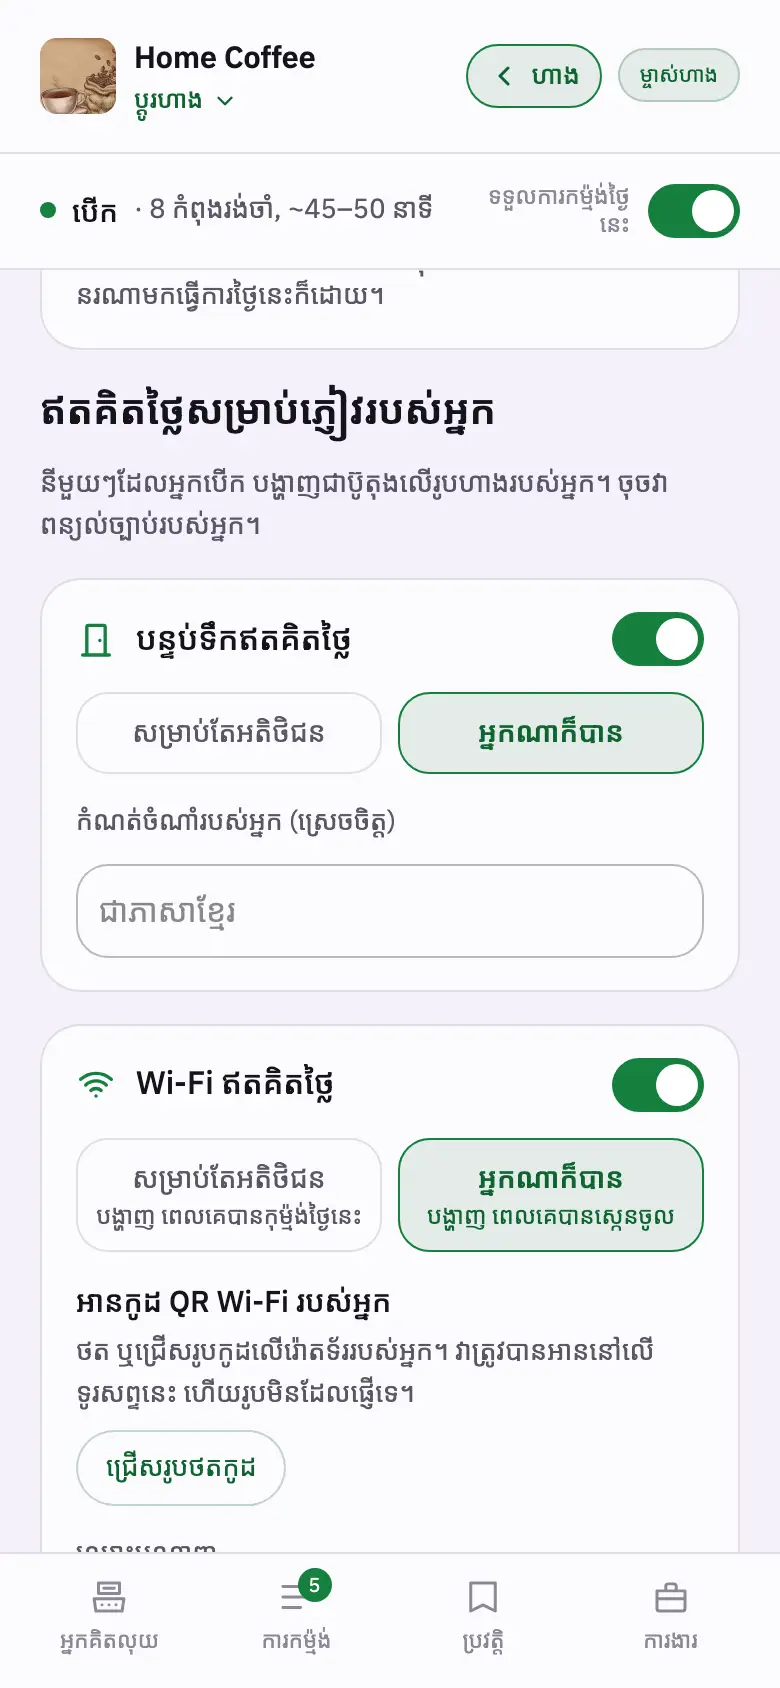 Home Coffee
ប្តូរហាង
ហាង
ម្ចាស់ហាង
បើក · 8 កំពុងរង់ចាំ, ~45–50 នាទី
ទទួលការកម្ម៉ង់ថ្ងៃ
នេះ
នរណាមកធ្វើការថ្ងៃនេះក៏ដោយ។
ឥតគិតថ្លៃសម្រាប់ភ្ញៀវរបស់អ្នក
នីមួយៗដែលអ្នកបើក បង្ហាញជាប៊ូតុងលើរូបហាងរបស់អ្នក។ ចុចវា
ពន្យល់ច្បាប់របស់អ្នក។
បន្ទប់ទឹកឥតគិតថ្លៃ
សម្រាប់តែអតិថិជន
អ្នកណាក៏បាន
កំណត់ចំណាំរបស់អ្នក (ស្រេចចិត្ត)
ជាភាសាខ្មែរ
Wi-Fi ឥតគិតថ្លៃ
សម្រាប់តែអតិថិជន
បង្ហាញ ពេលគេបានកុម្ម៉ង់ថ្ងៃនេះ
អ្នកណាក៏បាន
បង្ហាញ ពេលគេបានស្កេនចូល
អានកូដ QR Wi-Fi របស់អ្នក
ថត ឬជ្រើសរូបកូដលើរ៉ោតទ័ររបស់អ្នក។ វាត្រូវបានអាននៅលើ
ទូរសព្ទនេះ ហើយរូបមិនដែលផ្ញើទេ។
ជ្រើសរូបថតកូដ
អ្នកគិតលុយ
5
ការកម្ម៉ង់
ប្រវត្តិ
ការងារ